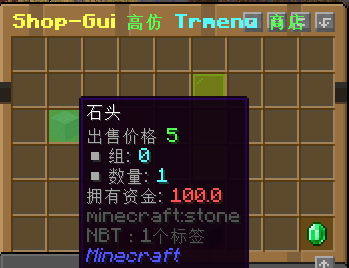 Shop-Gui 高仿 Trmenu 商店
石头
出售价格 5
▪ 组: 0
▪ 数量: 1
拥有资金: 100.0
minecraft:stone
NBT: 1个标签
Minecraft